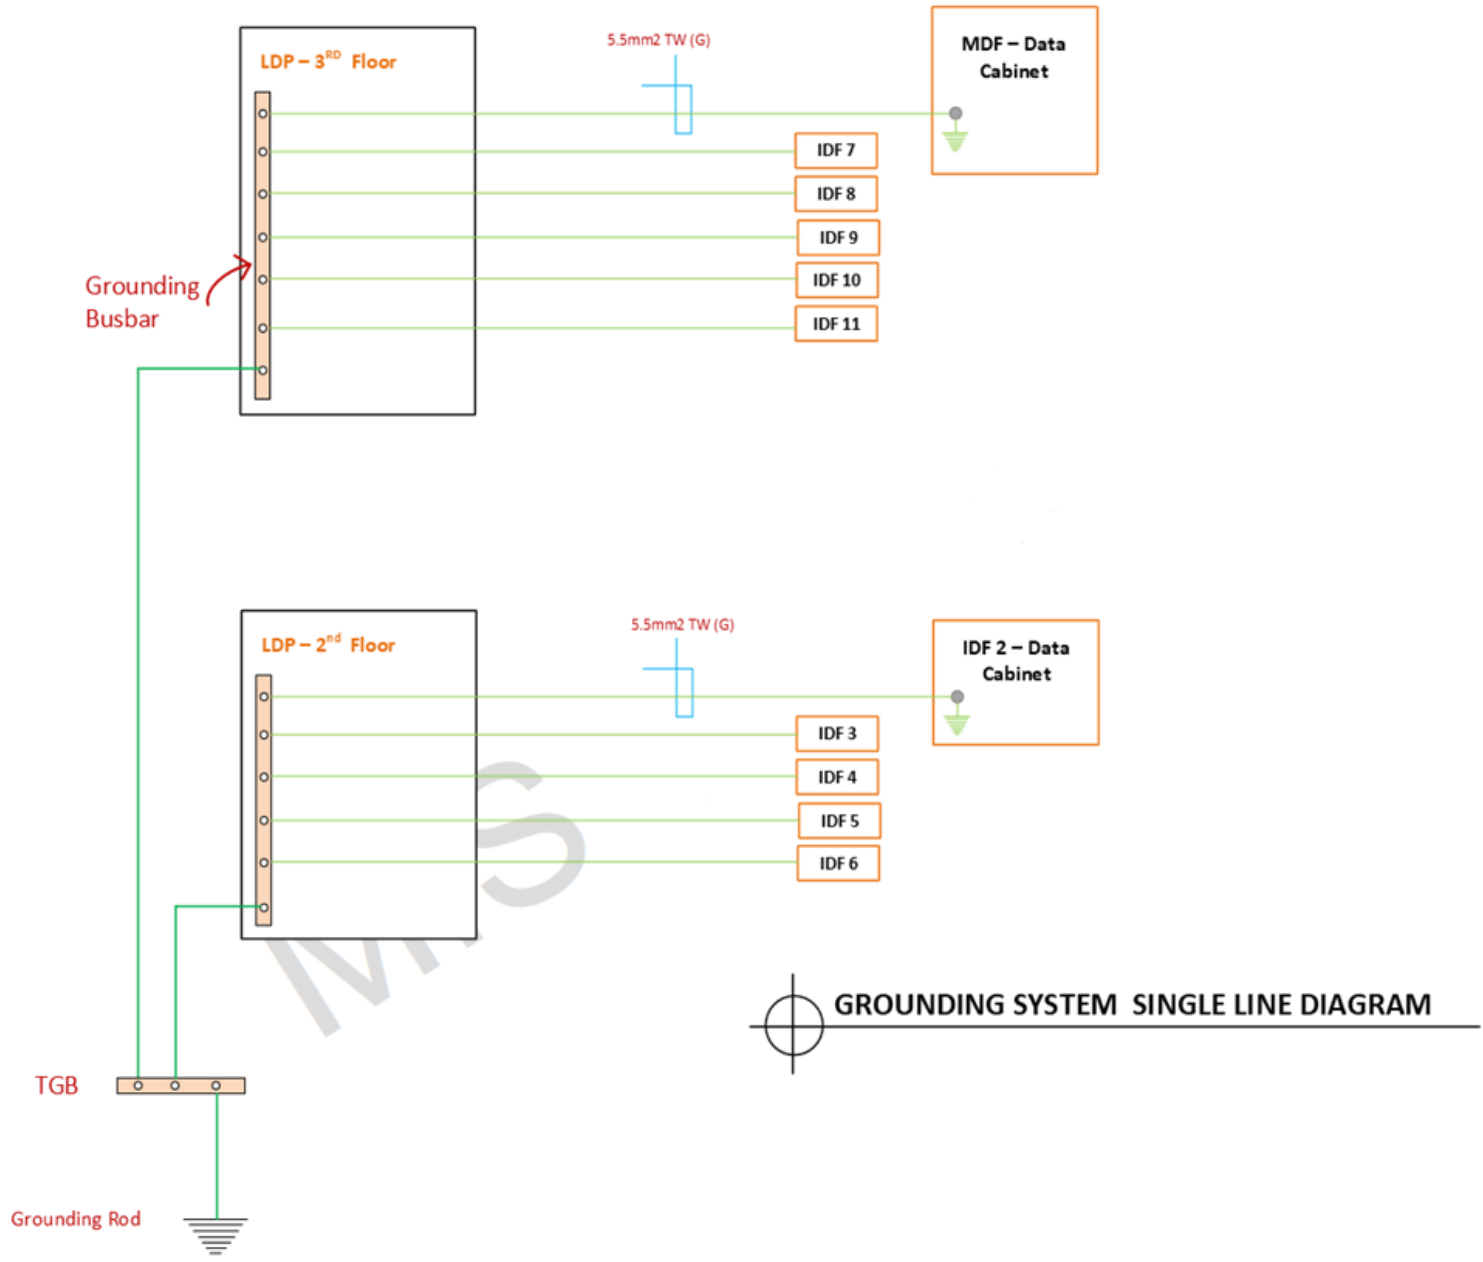 LDP – 3RD Floor
5.5mm2 TW (G)
MDF – Data
Cabinet
IDF 7
IDF 8
IDF 9
IDF 10
IDF 11
Grounding
Busbar
LDP – 2nd Floor
5.5mm2 TW (G)
IDF 2 – Data
Cabinet
IDF 3
IDF 4
IDF 5
IDF 6
GROUNDING SYSTEM SINGLE LINE DIAGRAM
TGB
Grounding Rod